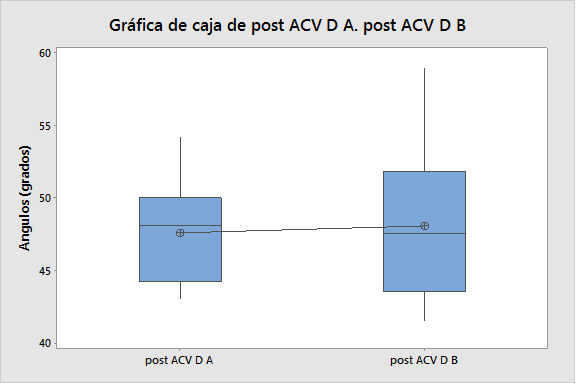 Gráfica de caja de post ACV D A. post ACV D B
60
55
50
45
40
Angulos (grados)
post ACV D A
post ACV D B